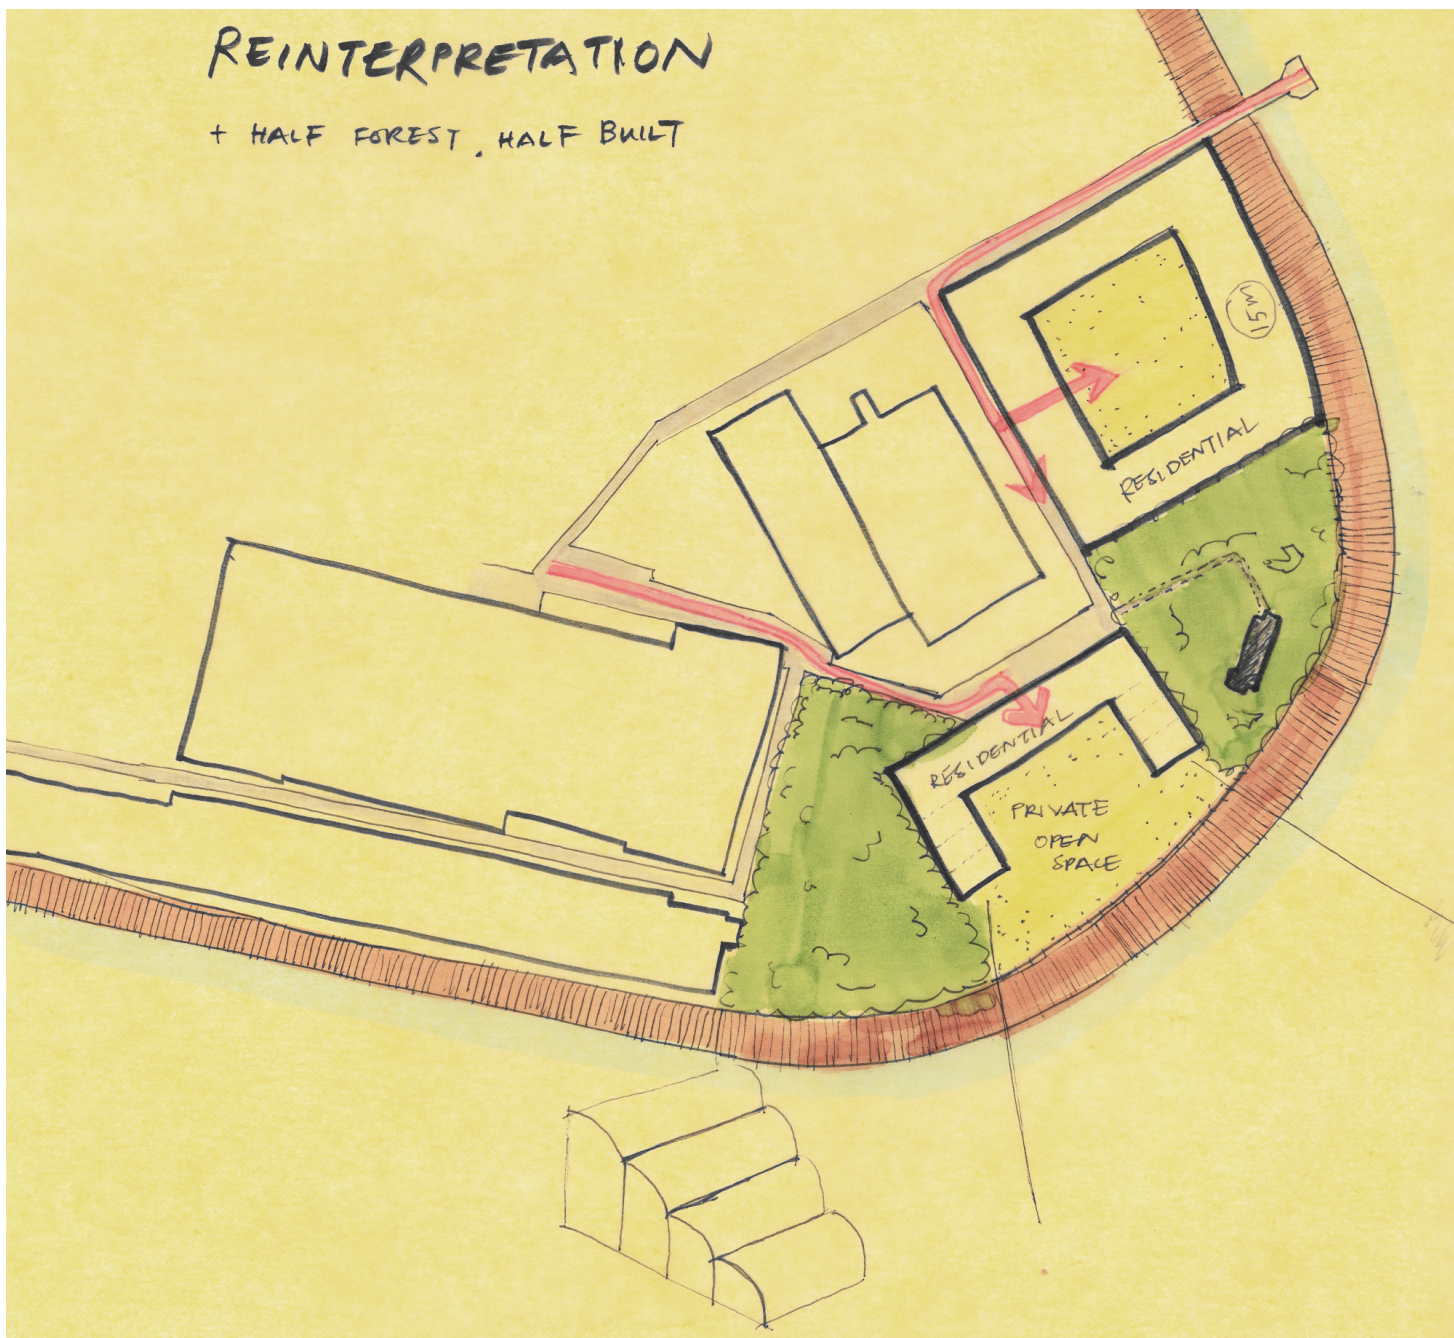 REINTERPRETATION
+ HALF FOREST, HALF BUILT
15m
RESIDENTIAL
RESIDENTIAL
PRIVATE
OPEN
SPACE